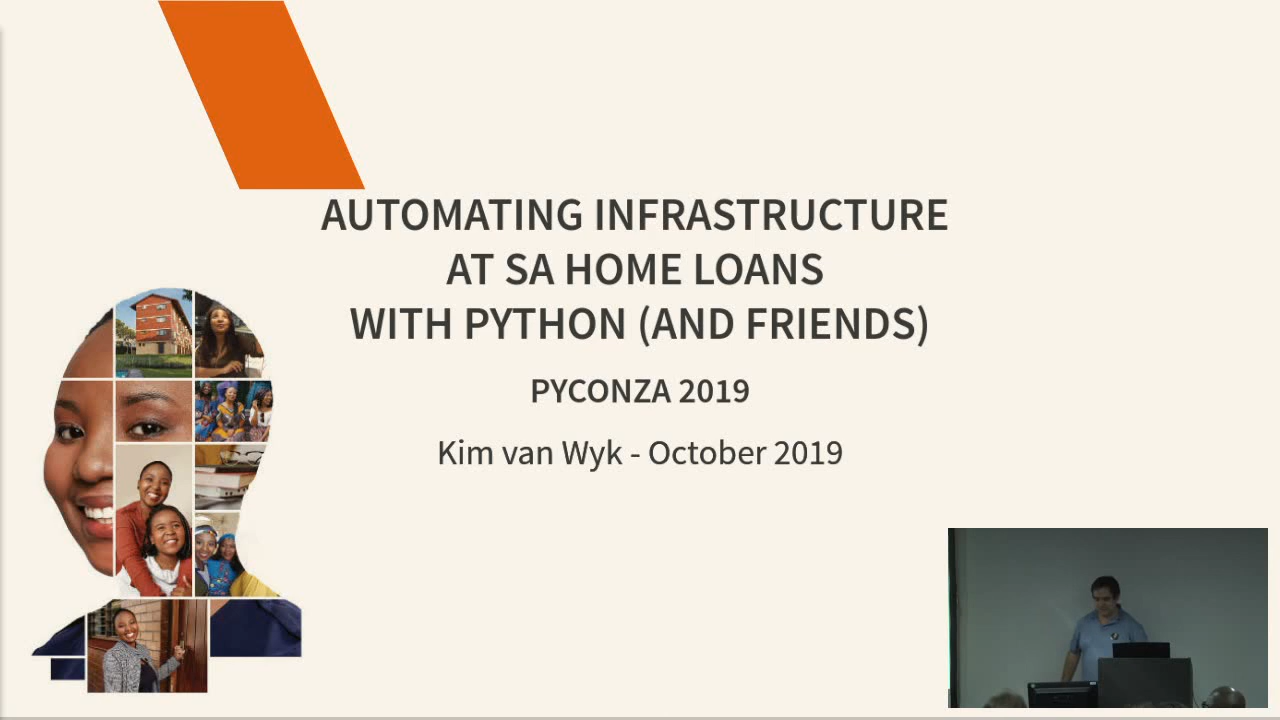 AUTOMATING INFRASTRUCTURE
AT SA HOME LOANS
WITH PYTHON (AND FRIENDS)
PYCONZA 2019
Kim van Wyk - October 2019